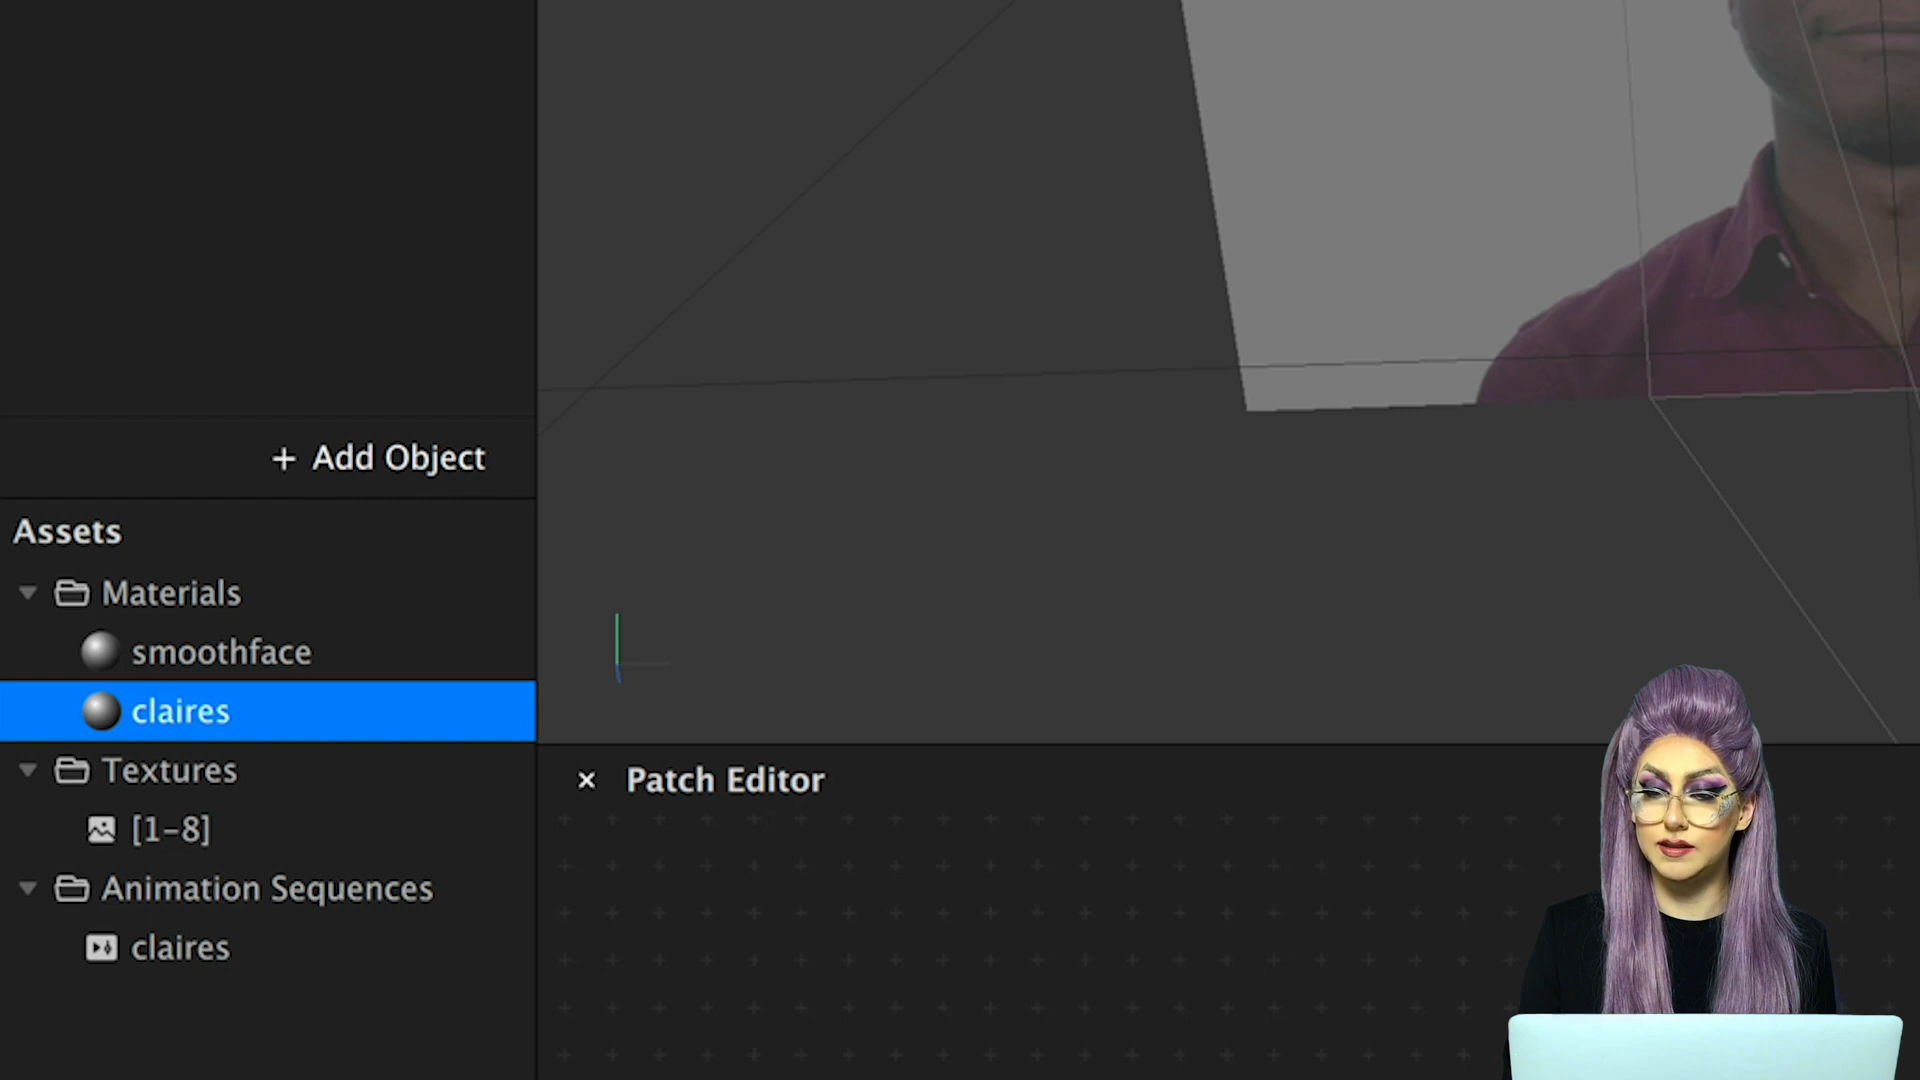 + Add Object
Assets
Materials
smoothface
claires
Textures
[1-8]
Animation Sequences
claires
× Patch Editor